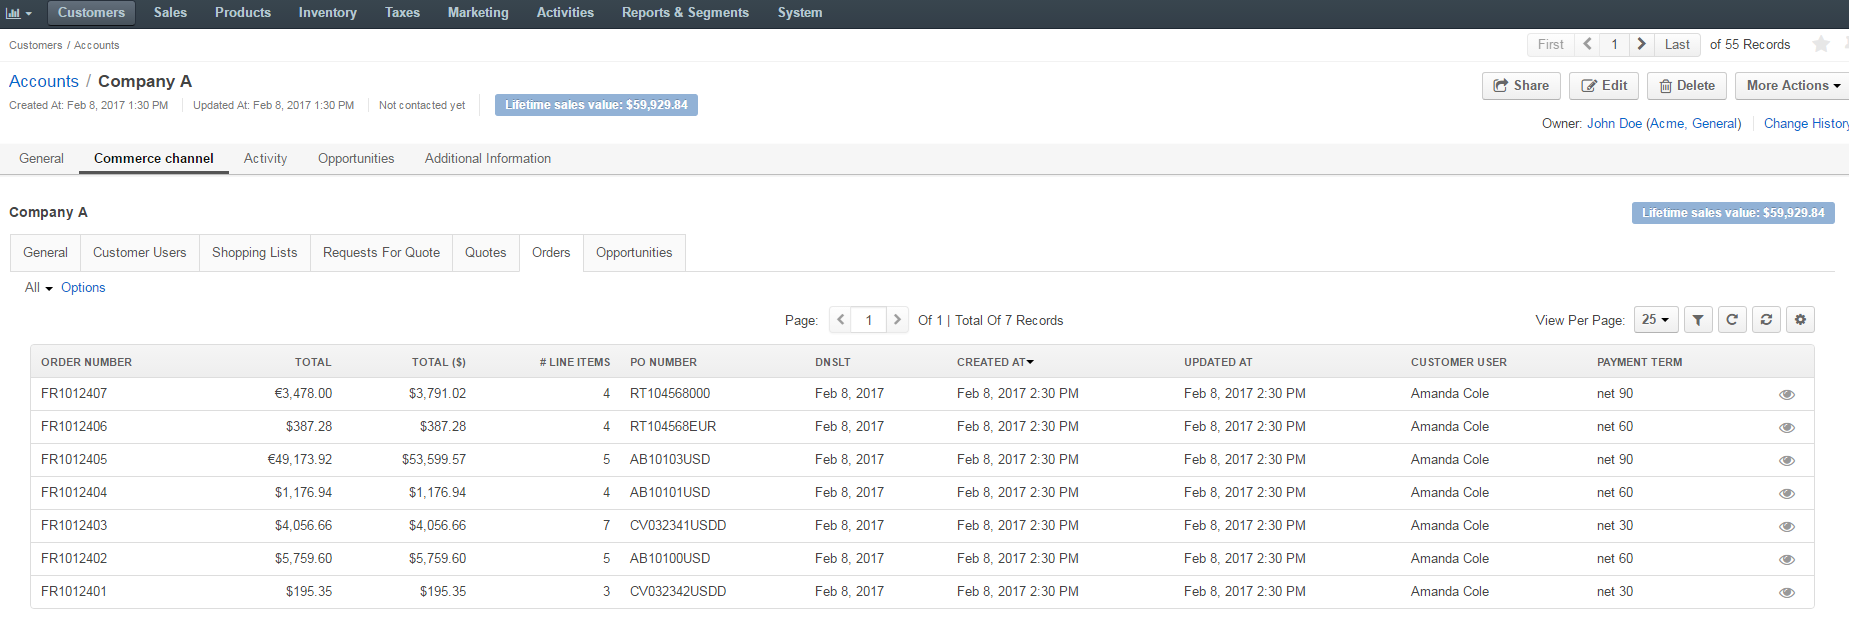 Customers Sales Products Inventory Taxes Marketing Activities Reports & Segments System
Customers / Accounts
First 1 Last of 55 Records
Accounts / Company A
Share Edit Delete More Actions
Created At: Feb 8, 2017 1:30 PM Updated At: Feb 8, 2017 1:30 PM Not contacted yet Lifetime sales value: $59,929.84
Owner: John Doe (Acme, General) Change History
General Commerce channel Activity Opportunities Additional Information
Company A Lifetime sales value: $59,929.84
General Customer Users Shopping Lists Requests For Quote Quotes Orders Opportunities
All Options
Page: 1 Of 1 | Total Of 7 Records View Per Page: 25
ORDER NUMBER TOTAL TOTAL ($) # LINE ITEMS PO NUMBER DNSLT CREATED AT UPDATED AT CUSTOMER USER PAYMENT TERM
FR1012407 €3,478.00 $3,791.02 4 RT104568000 Feb 8, 2017 Feb 8, 2017 2:30 PM Feb 8, 2017 2:30 PM Amanda Cole net 90
FR1012406 $387.28 $387.28 4 RT104568EUR Feb 8, 2017 Feb 8, 2017 2:30 PM Feb 8, 2017 2:30 PM Amanda Cole net 60
FR1012405 €49,173.92 $53,599.57 5 AB10103USD Feb 8, 2017 Feb 8, 2017 2:30 PM Feb 8, 2017 2:30 PM Amanda Cole net 90
FR1012404 $1,176.94 $1,176.94 4 AB10101USD Feb 8, 2017 Feb 8, 2017 2:30 PM Feb 8, 2017 2:30 PM Amanda Cole net 60
FR1012403 $4,056.66 $4,056.66 7 CV032341USDD Feb 8, 2017 Feb 8, 2017 2:30 PM Feb 8, 2017 2:30 PM Amanda Cole net 30
FR1012402 $5,759.60 $5,759.60 5 AB10100USD Feb 8, 2017 Feb 8, 2017 2:30 PM Feb 8, 2017 2:30 PM Amanda Cole net 60
FR1012401 $195.35 $195.35 3 CV032342USDD Feb 8, 2017 Feb 8, 2017 2:30 PM Feb 8, 2017 2:30 PM Amanda Cole net 30